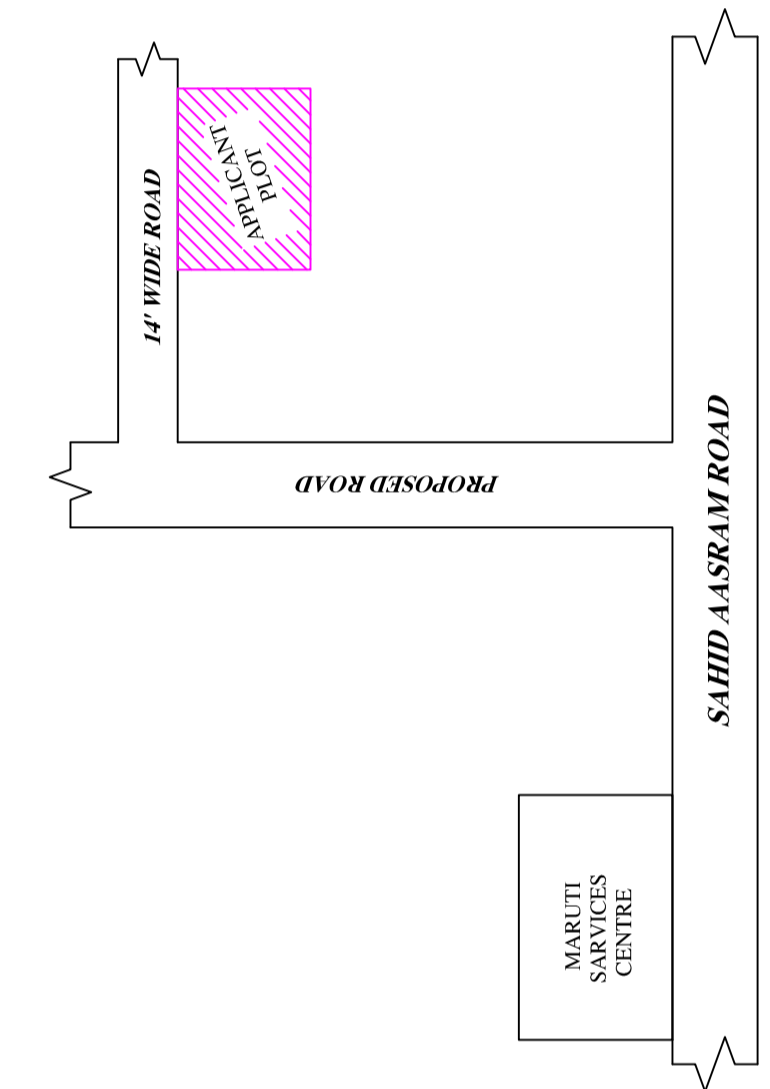 14' WIDE ROAD
APPLICANT
PLOT
PROPOSED ROAD
SAHID AASRAM ROAD
MARUTI
SARVICES
CENTRE